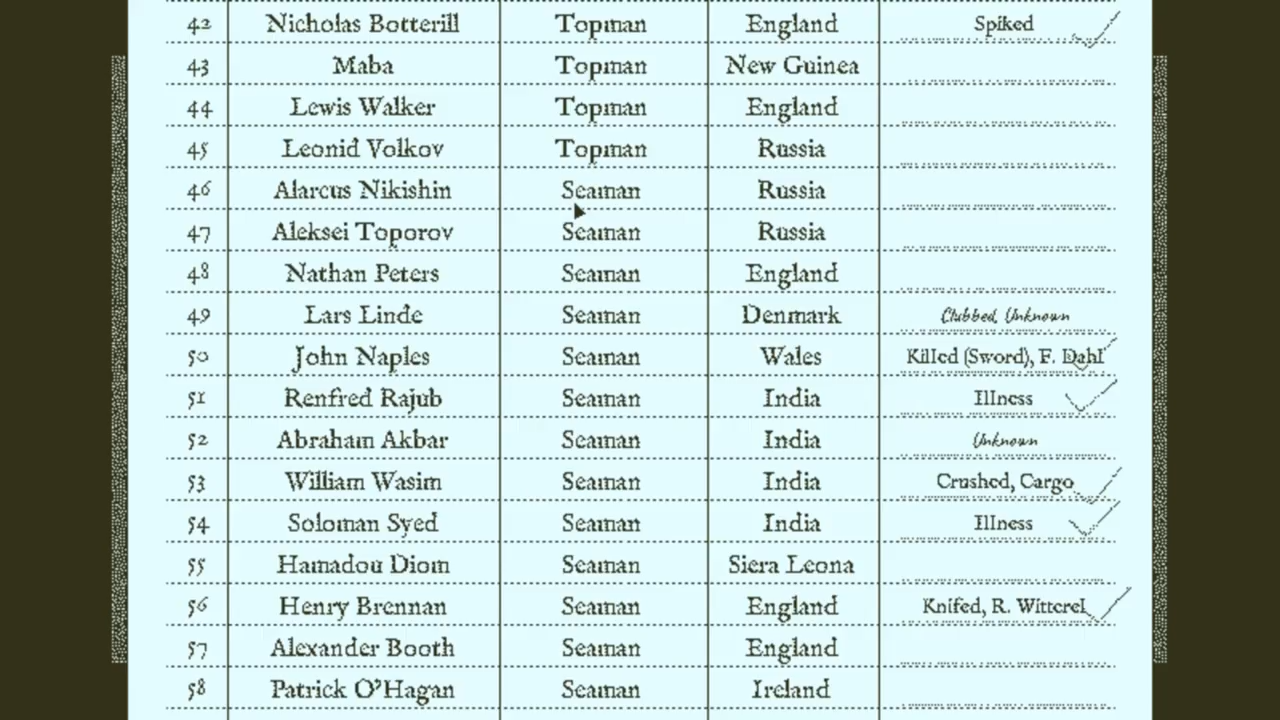 42 Nicholas Botterill Topman England Spiked
43 Maba Topman New Guinea
44 Lewis Walker Topman England
45 Leonid Volkov Topman Russia
46 Alarcus Nikishin Seaman Russia
47 Aleksei Toporov Seaman Russia
48 Nathan Peters Seaman England
49 Lars Linde Seaman Denmark Clubbed, Unknown
50 John Naples Seaman Wales Killed (Sword), F. Dahl
51 Renfred Rajub Seaman India Illness
52 Abraham Akbar Seaman India Unknown
53 William Wasim Seaman India Crushed, Cargo
54 Soloman Syed Seaman India Illness
55 Hamadou Diom Seaman Siera Leona
56 Henry Brennan Seaman England Knifed, R. Witterel
57 Alexander Booth Seaman England
58 Patrick O'Hagan Seaman Ireland